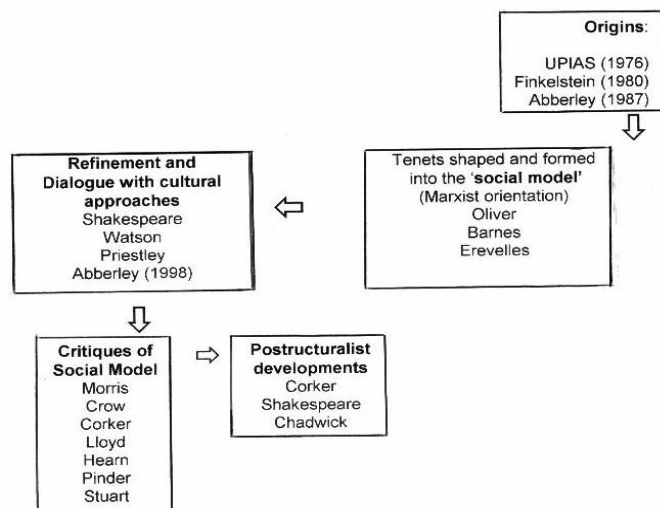 Origins:
UPIAS (1976)
Finkelstein (1980)
Abberley (1987)
Tenets shaped and formed
into the 'social model'
(Marxist orientation)
Oliver
Barnes
Erevelles
Refinement and
Dialogue with cultural
approaches
Shakespeare
Watson
Priestley
Abberley (1998)
Critiques of
Social Model
Morris
Crow
Corker
Lloyd
Hearn
Pinder
Stuart
Postructuralist
developments
Corker
Shakespeare
Chadwick